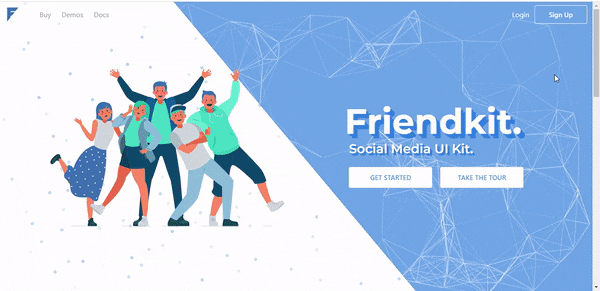 Buy Demos Docs
Login Sign Up
Friendkit.
Social Media UI Kit.
GET STARTED TAKE THE TOUR